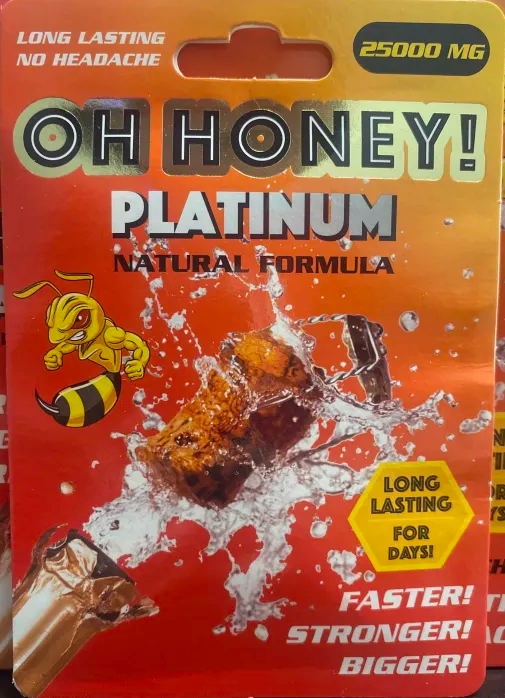 LONG LASTING
NO HEADACHE
25000 MG
OH HONEY!
PLATINUM
NATURAL FORMULA
LONG
LASTING
FOR
DAYS!
FASTER!
STRONGER!
BIGGER!